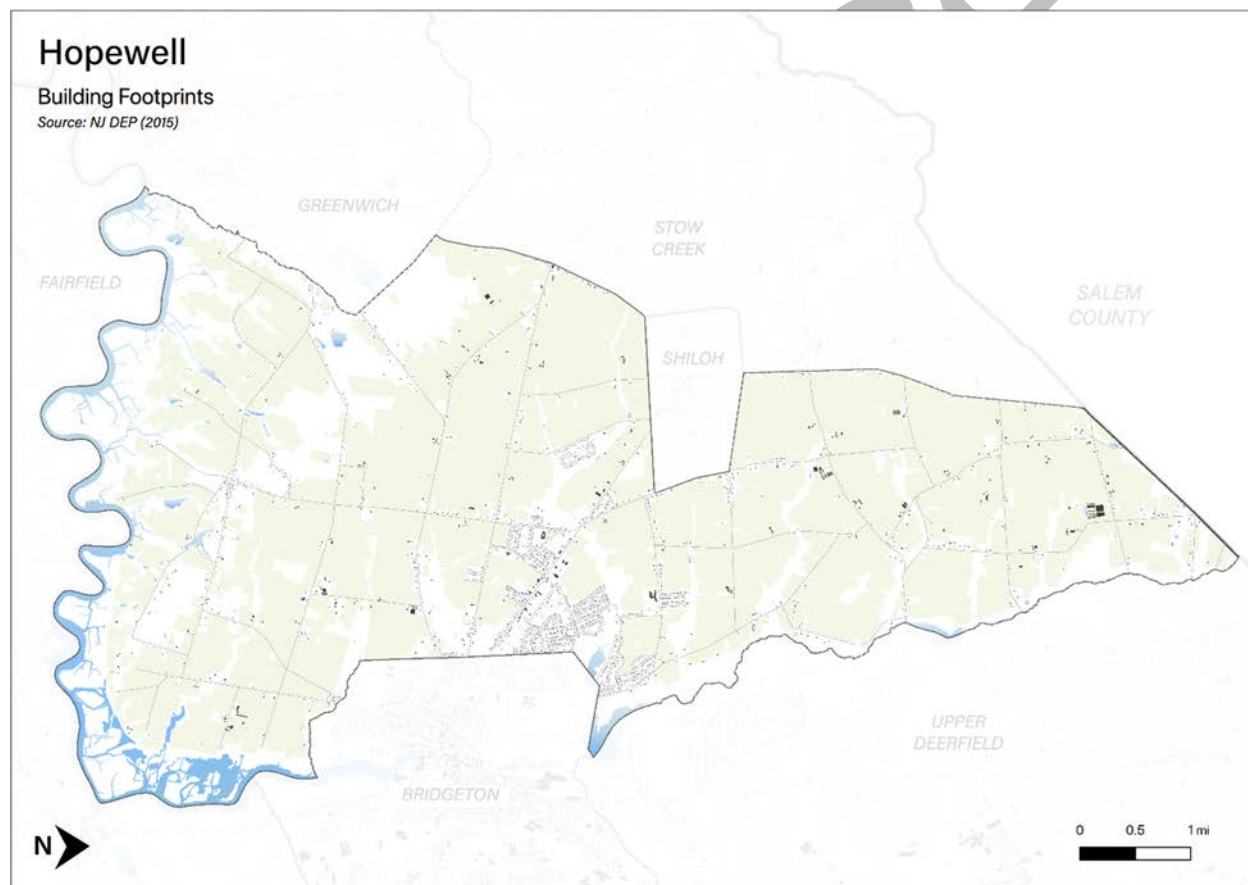 Hopewell
Building Footprints
Source: NJ DEP (2015)
GREENWICH
STOW
CREEK
FAIRFIELD
SALEM
COUNTY
SHILOH
UPPER
DEERFIELD
BRIDGETON
N
0 0.5 1 mi